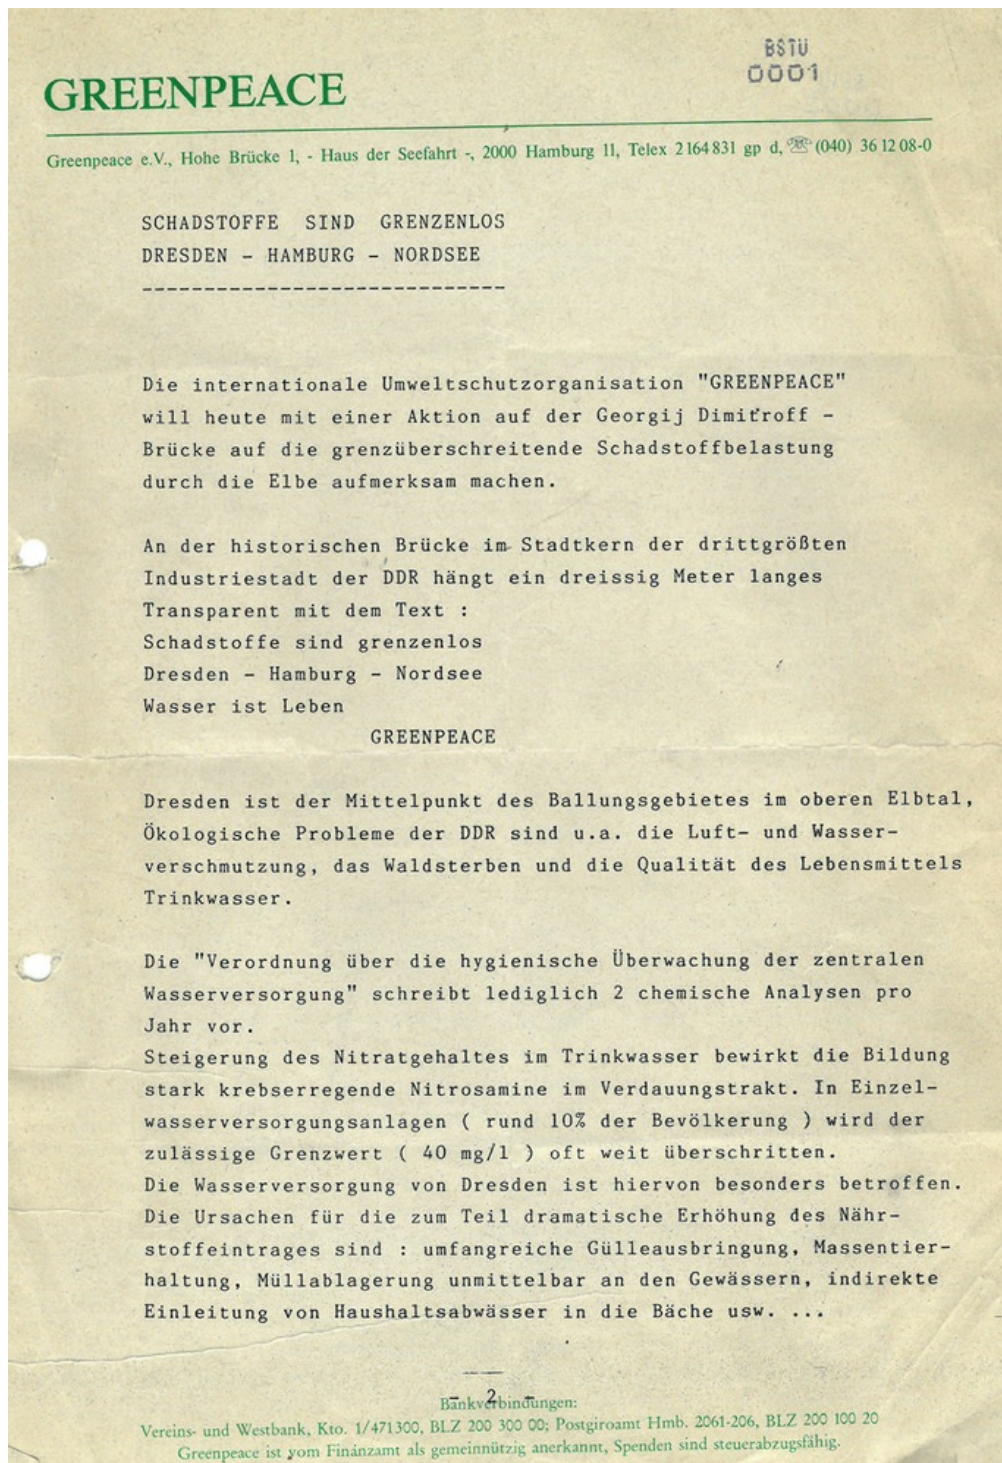 BSTU
0001
GREENPEACE
Greenpeace e.V., Hohe Brücke 1, - Haus der Seefahrt -, 2000 Hamburg 11, Telex 2164831 gp d, ☏ (040) 36 12 08-0
SCHADSTOFFE SIND GRENZENLOS
DRESDEN - HAMBURG - NORDSEE
-----------------------------
Die internationale Umweltschutzorganisation "GREENPEACE"
will heute mit einer Aktion auf der Georgij Dimitroff -
Brücke auf die grenzüberschreitende Schadstoffbelastung
durch die Elbe aufmerksam machen.
An der historischen Brücke im Stadtkern der drittgrößten
Industriestadt der DDR hängt ein dreissig Meter langes
Transparent mit dem Text :
Schadstoffe sind grenzenlos
Dresden - Hamburg - Nordsee
Wasser ist Leben
GREENPEACE
Dresden ist der Mittelpunkt des Ballungsgebietes im oberen Elbtal,
Ökologische Probleme der DDR sind u.a. die Luft- und Wasser-
verschmutzung, das Waldsterben und die Qualität des Lebensmittels
Trinkwasser.
Die "Verordnung über die hygienische Überwachung der zentralen
Wasserversorgung" schreibt lediglich 2 chemische Analysen pro
Jahr vor.
Steigerung des Nitratgehaltes im Trinkwasser bewirkt die Bildung
stark krebserregende Nitrosamine im Verdauungstrakt. In Einzel-
wasserversorgungsanlagen ( rund 10% der Bevölkerung ) wird der
zulässige Grenzwert ( 40 mg/l ) oft weit überschritten.
Die Wasserversorgung von Dresden ist hiervon besonders betroffen.
Die Ursachen für die zum Teil dramatische Erhöhung des Nähr-
stoffeintrages sind : umfangreiche Gülleausbringung, Massentier-
haltung, Müllablagerung unmittelbar an den Gewässern, indirekte
Einleitung von Haushaltsabwässer in die Bäche usw. ...
- 2 -
Bankverbindungen:
Vereins- und Westbank, Kto. 1/471300, BLZ 200 300 00; Postgiroamt Hmb. 2061-206, BLZ 200 100 20
Greenpeace ist vom Finanzamt als gemeinnützig anerkannt, Spenden sind steuerabzugsfähig.